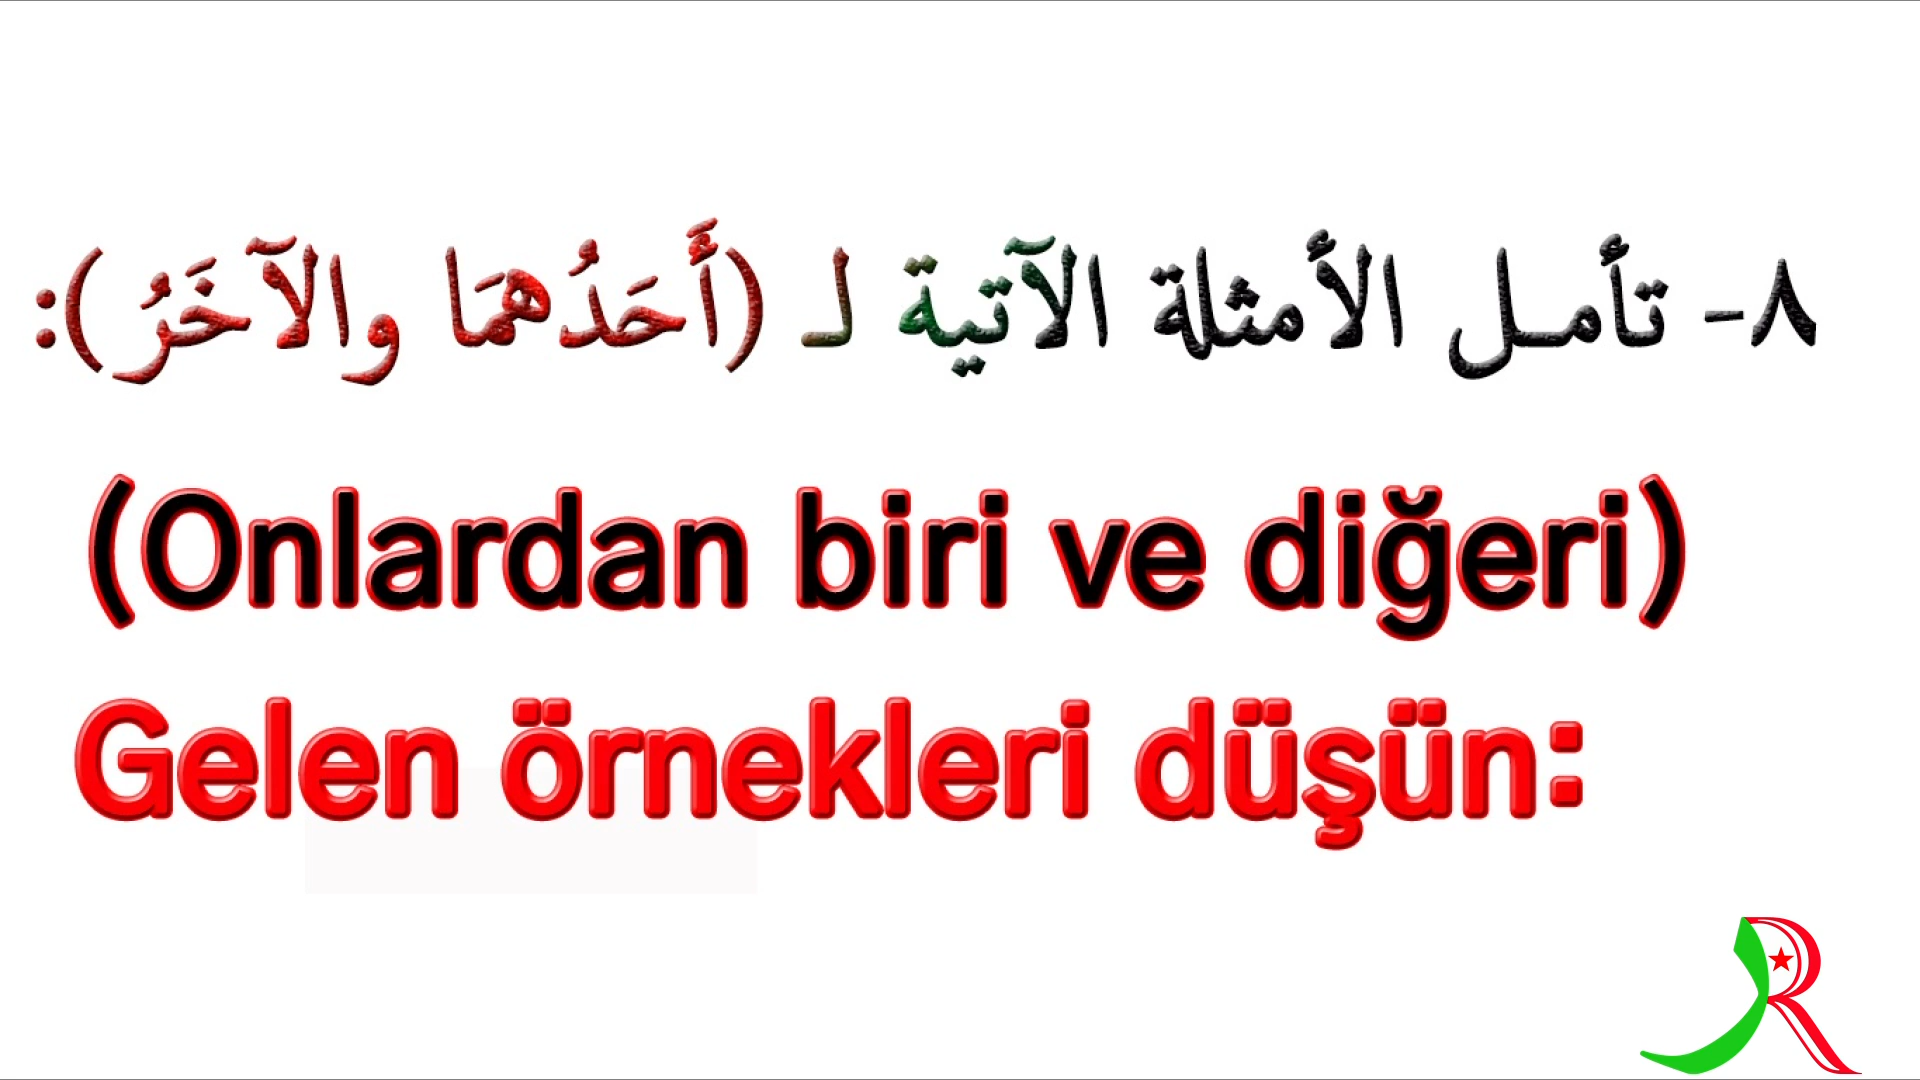 ٨- تأمـل الأمثلة الآتية لـ (أَحَدُهمَا والآخَرُ):
(Onlardan biri ve diğeri)
Gelen örnekleri düşün: